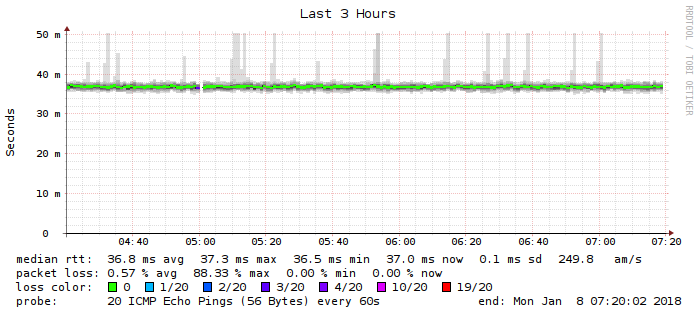 Last 3 Hours
RRDTOOL / TOBI OETIKER
Seconds
50 m
40 m
30 m
20 m
10 m
0
04:40 05:00 05:20 05:40 06:00 06:20 06:40 07:00 07:20
median rtt: 36.8 ms avg 37.3 ms max 36.5 ms min 37.0 ms now 0.1 ms sd 249.8 am/s
packet loss: 0.57 % avg 88.33 % max 0.00 % min 0.00 % now
loss color: 0 1/20 2/20 3/20 4/20 10/20 19/20
probe: 20 ICMP Echo Pings (56 Bytes) every 60s end: Mon Jan 8 07:20:02 2018